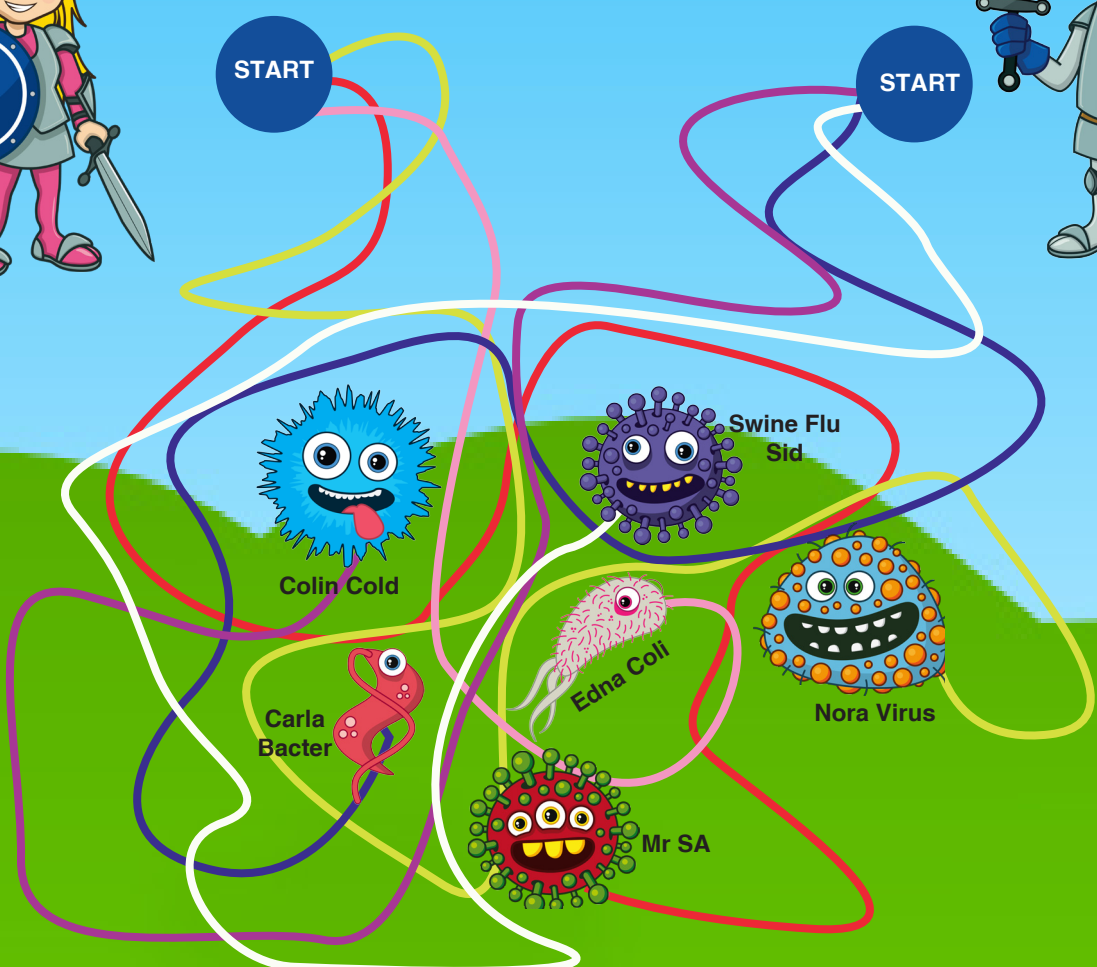 START
START
Swine Flu
Sid
Colin Cold
Edna Coli
Carla
Bacter
Nora Virus
Mr SA